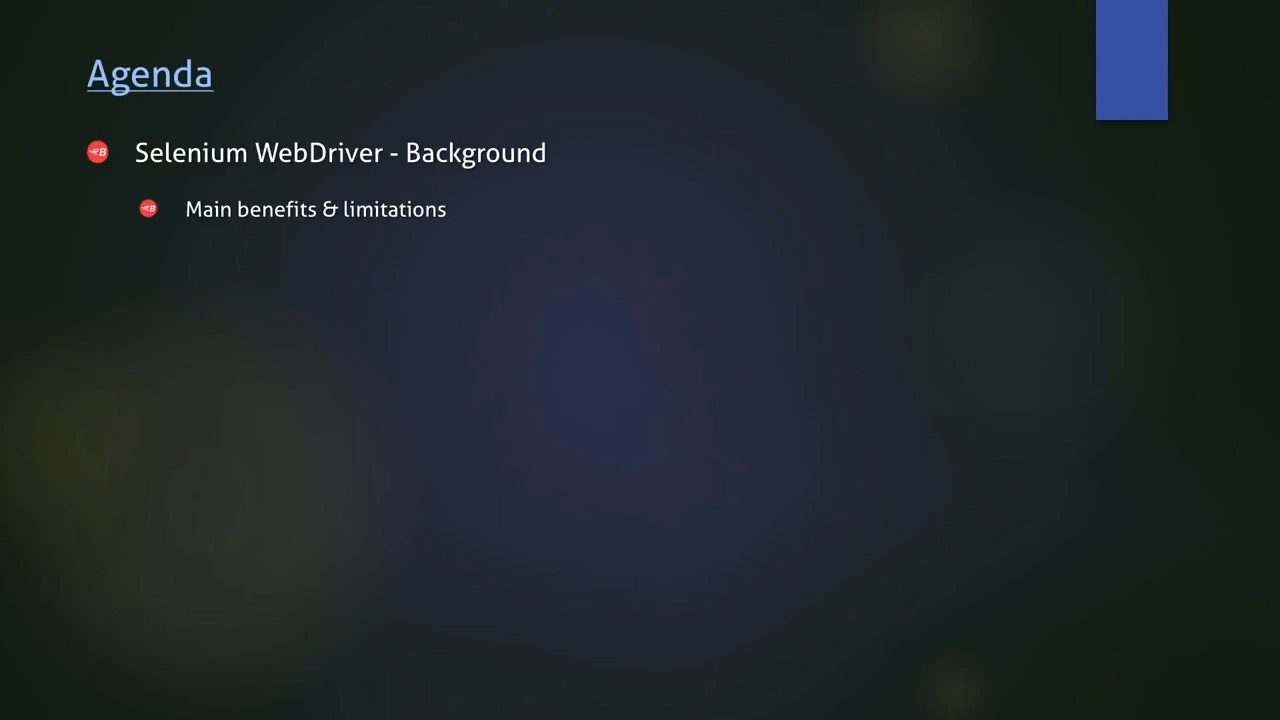 Agenda
Selenium WebDriver - Background
Main benefits & limitations